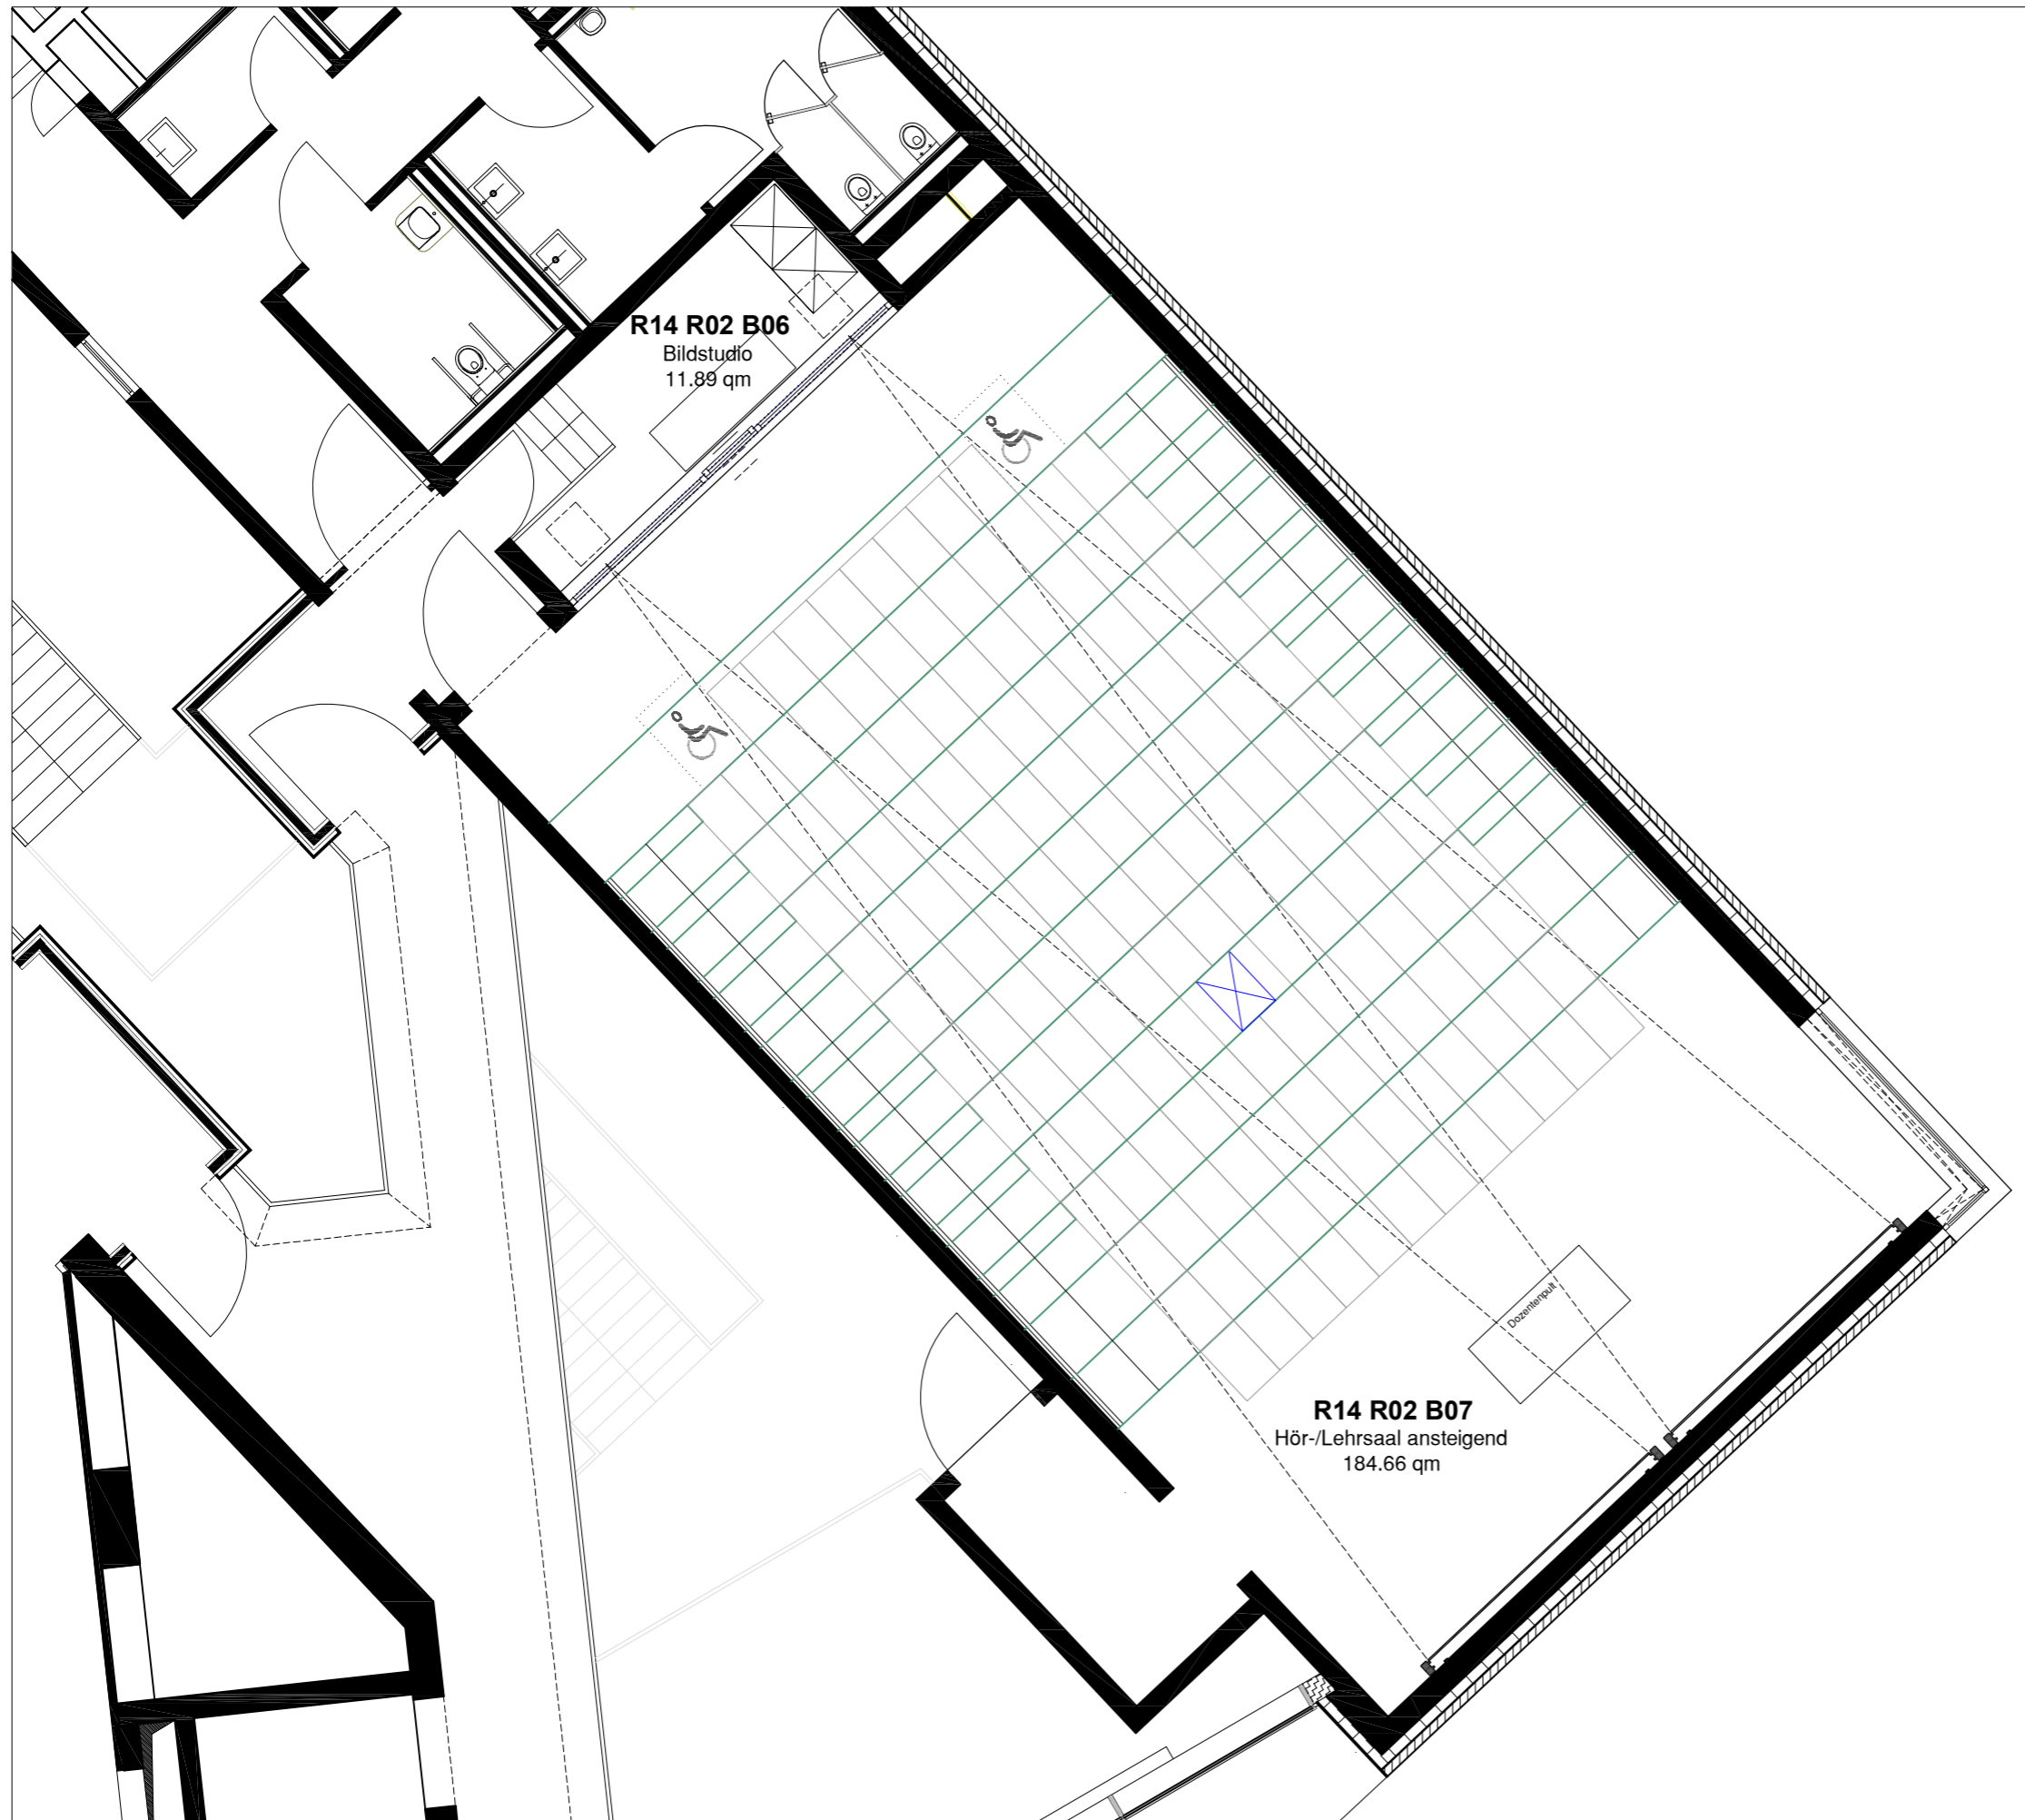 R14 R02 B06
Bildstudio
11.89 qm
Dozentenpult
R14 R02 B07
Hör-/Lehrsaal ansteigend
184.66 qm